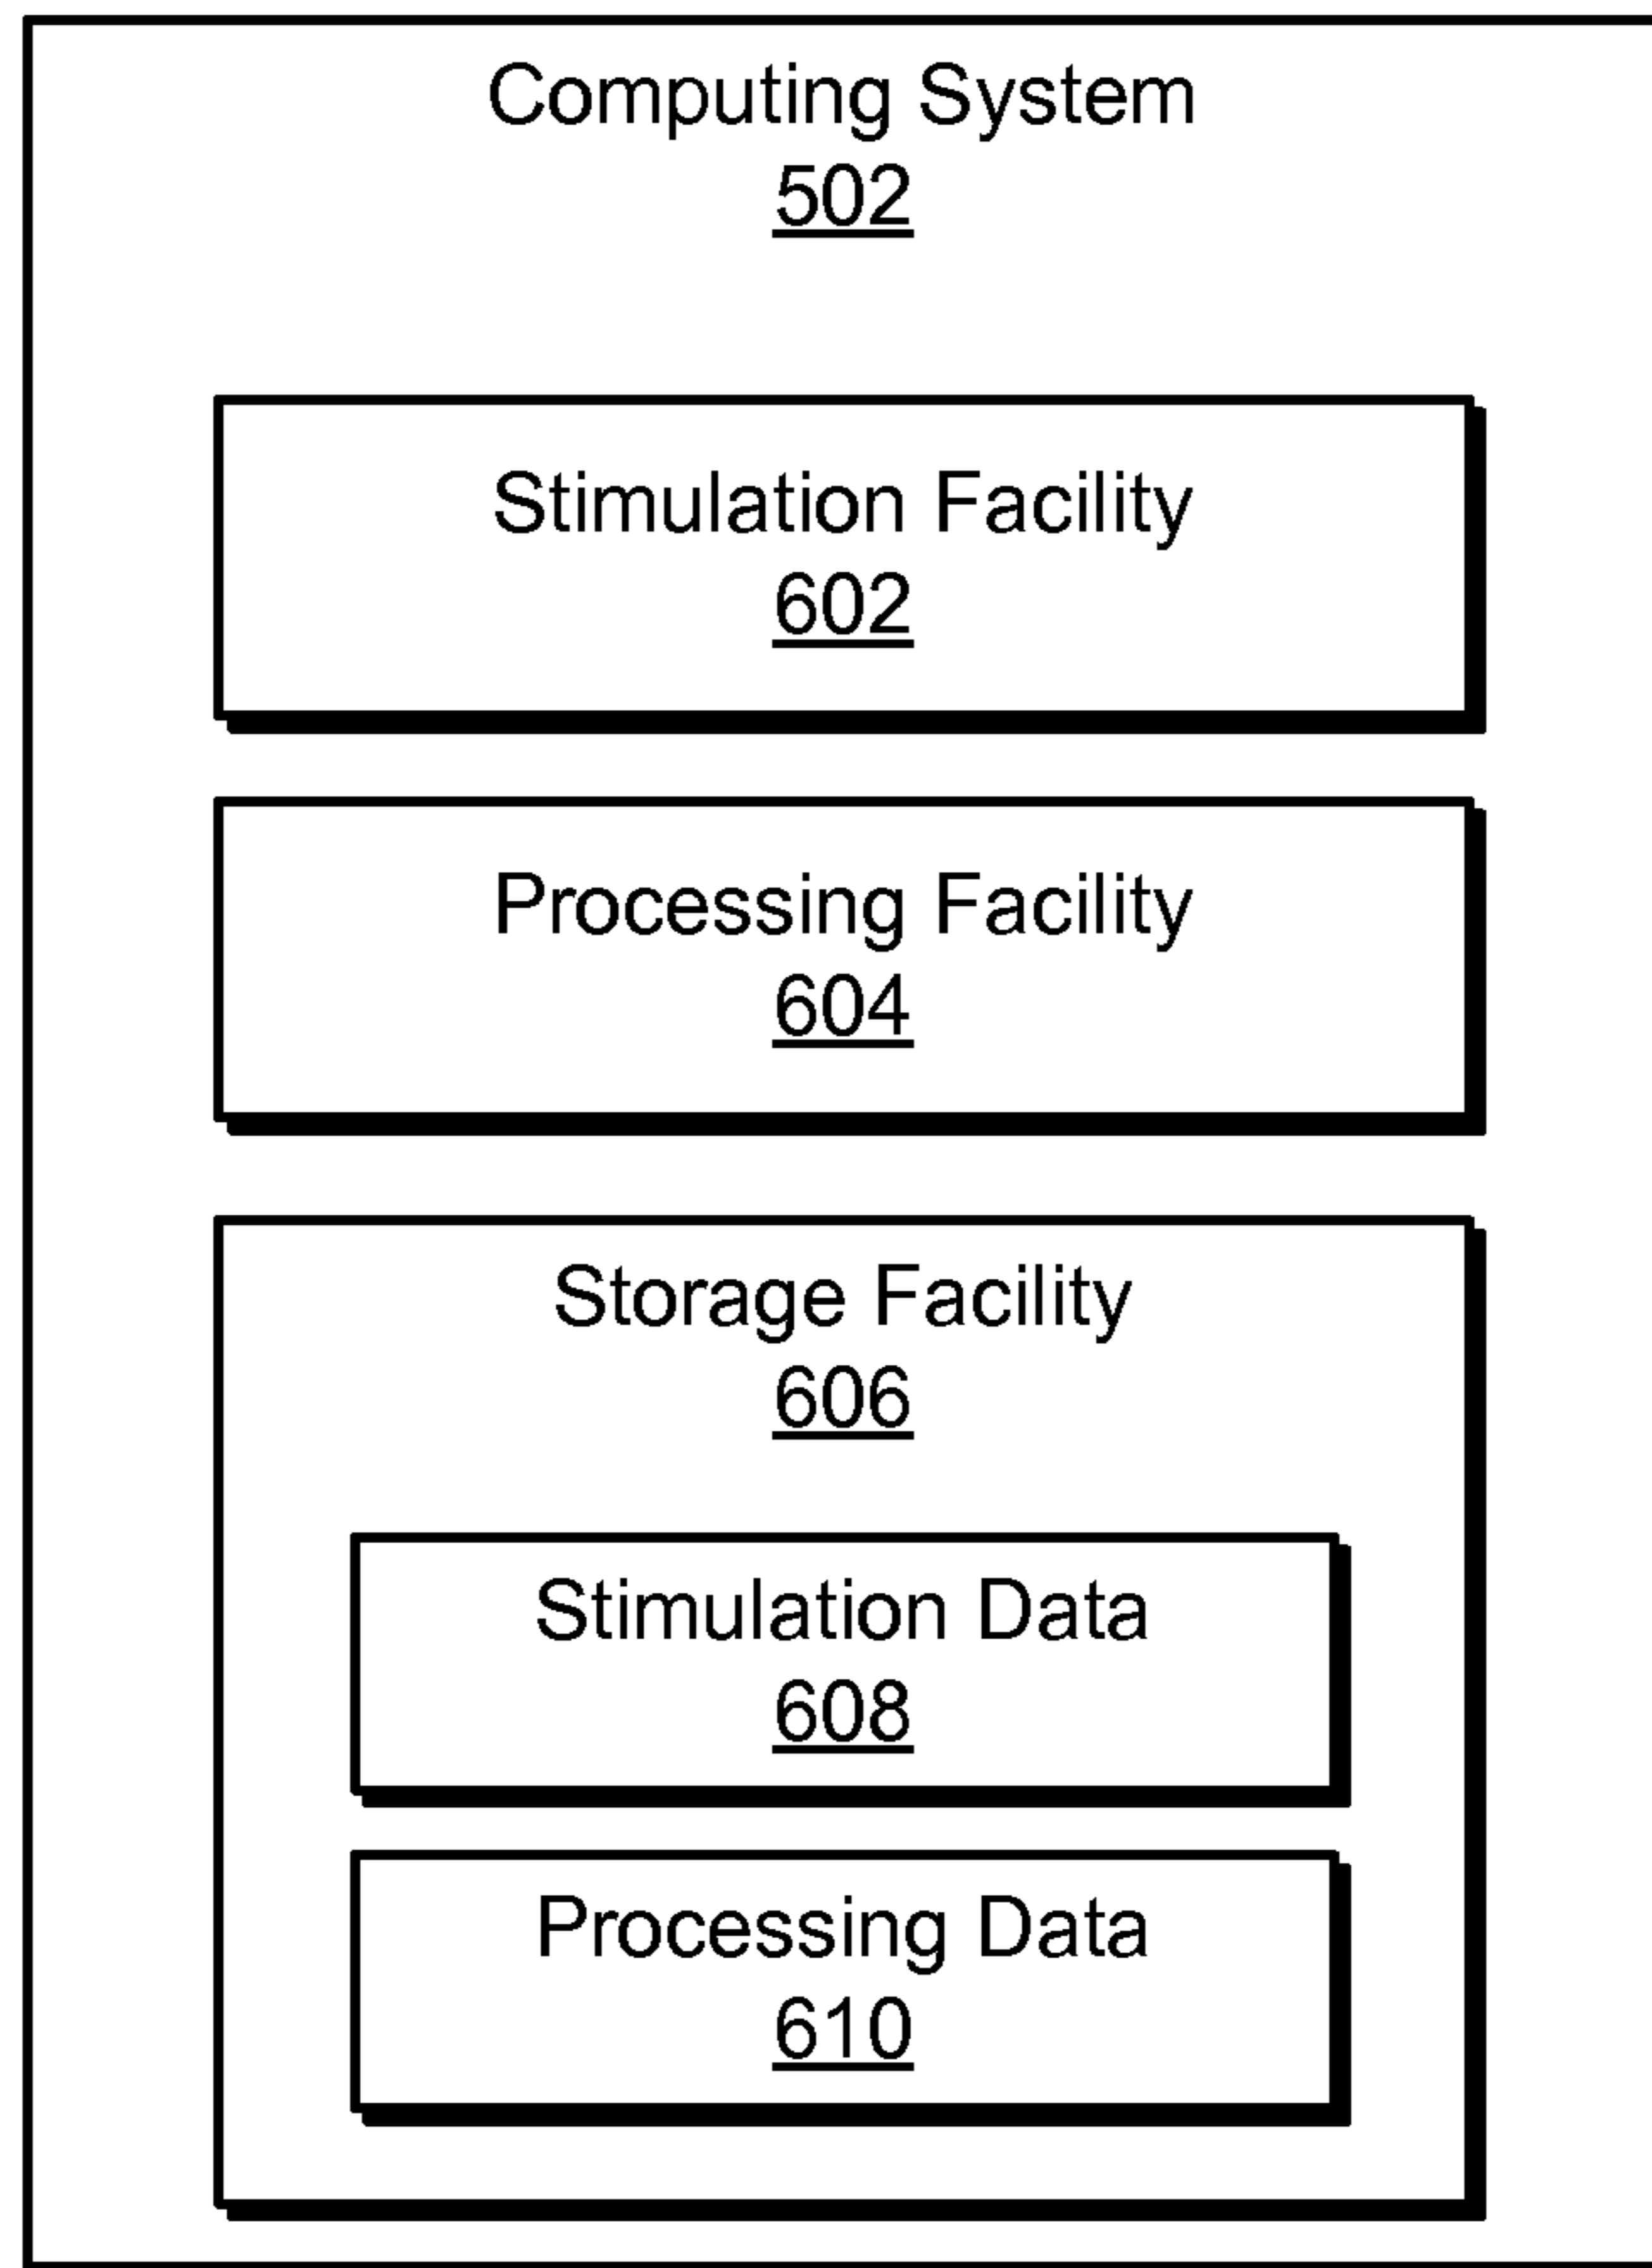 Computing System
502
Stimulation Facility
602
Processing Facility
604
Storage Facility
606
Stimulation Data
608
Processing Data
610